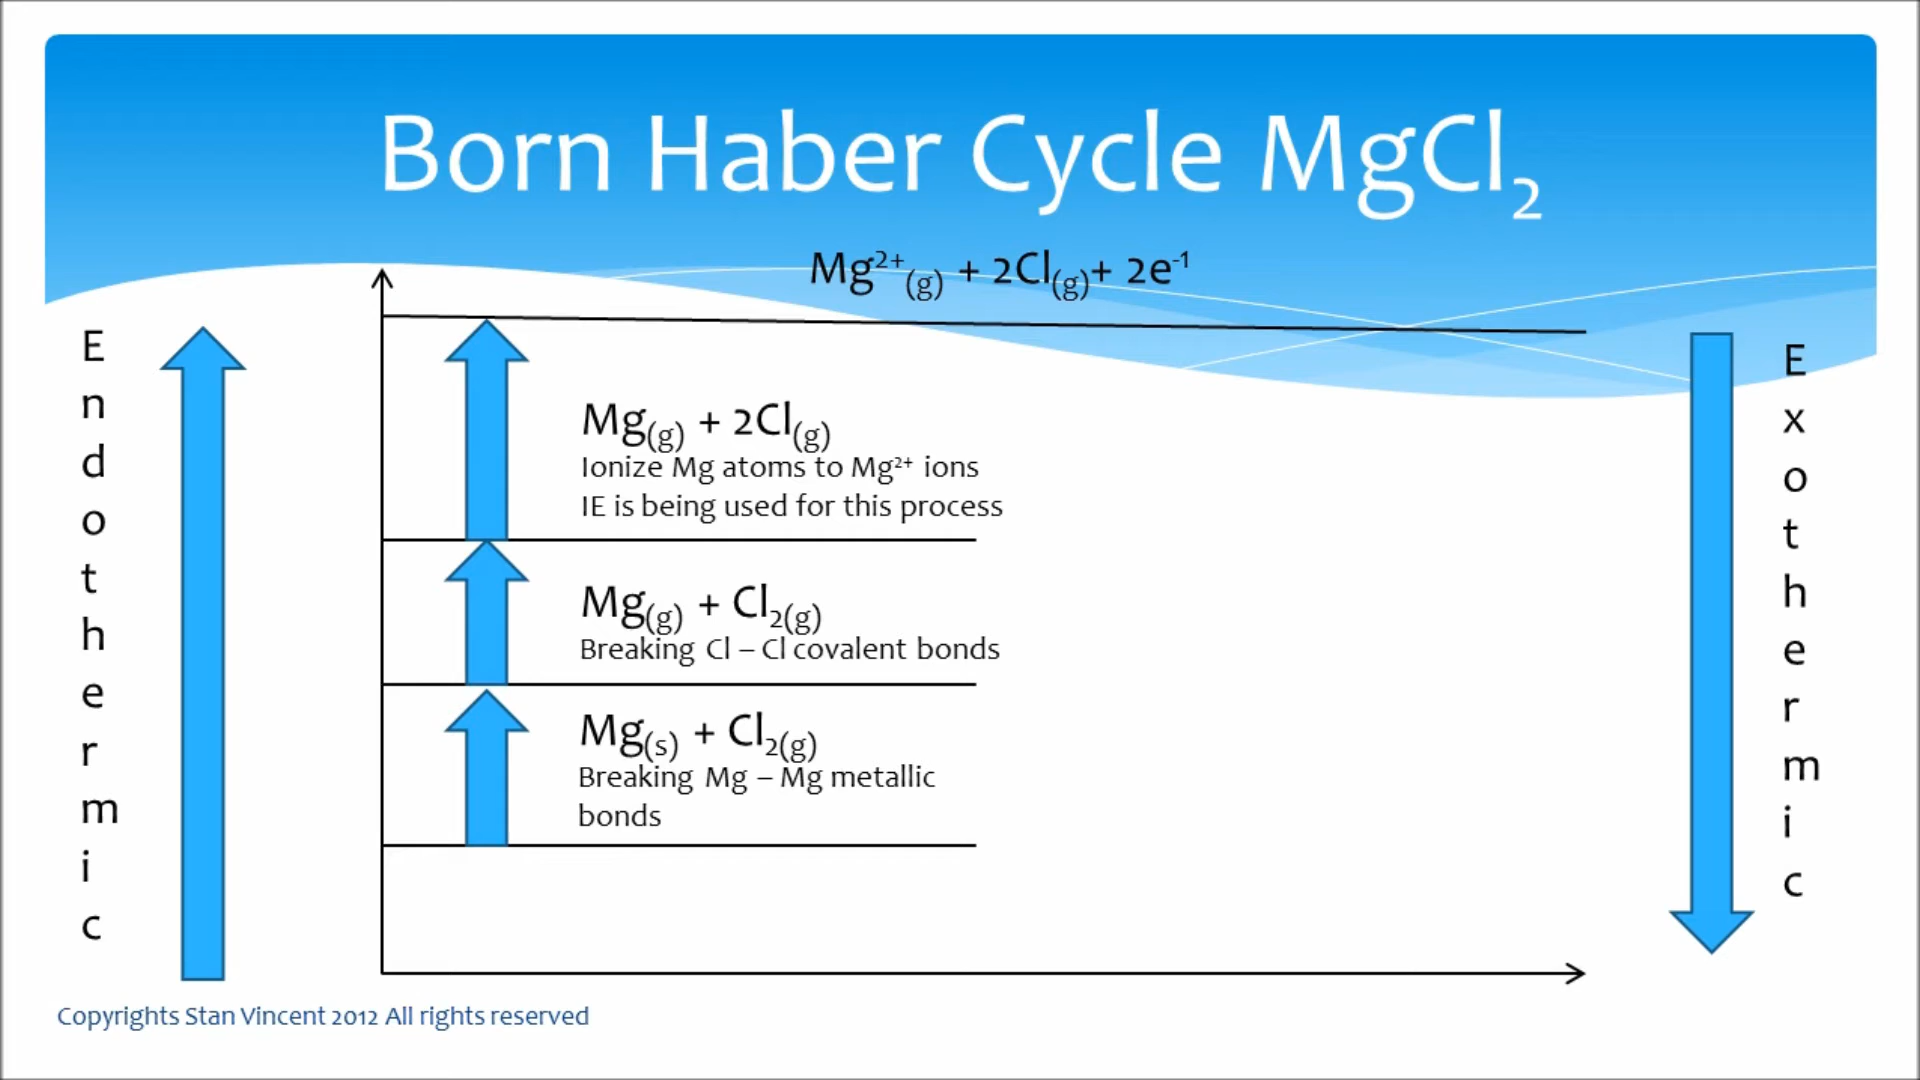 Born Haber Cycle MgCl₂
Mg²⁺(g) + 2Cl(g)+ 2e⁻¹
Endothermic
Mg(g) + 2Cl(g)
Ionize Mg atoms to Mg²⁺ ions
IE is being used for this process
Mg(g) + Cl₂(g)
Breaking Cl – Cl covalent bonds
Mg(s) + Cl₂(g)
Breaking Mg – Mg metallic
bonds
Exothermic
Copyrights Stan Vincent 2012 All rights reserved